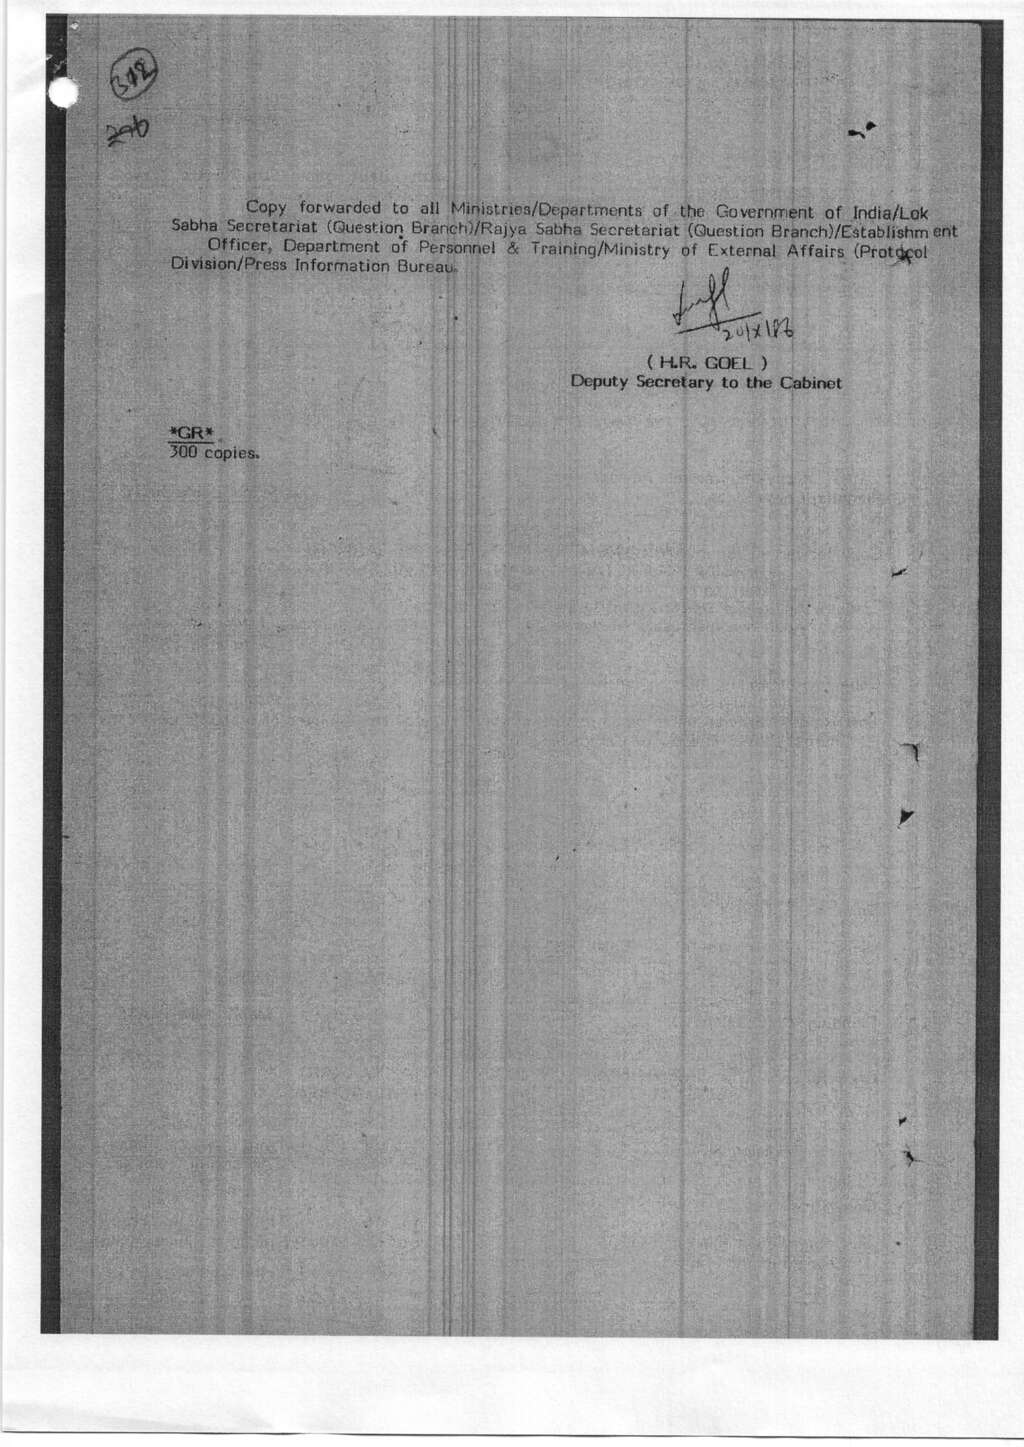 312
296
Copy forwarded to all Ministries/Departments of the Government of India/Lok
Sabha Secretariat (Question Branch)/Rajya Sabha Secretariat (Question Branch)/Establishment
Officer, Department of Personnel & Training/Ministry of External Affairs (Protocol
Division/Press Information Bureau.
20/X/86
( H.R. GOEL )
Deputy Secretary to the Cabinet
*GR*
300 copies.